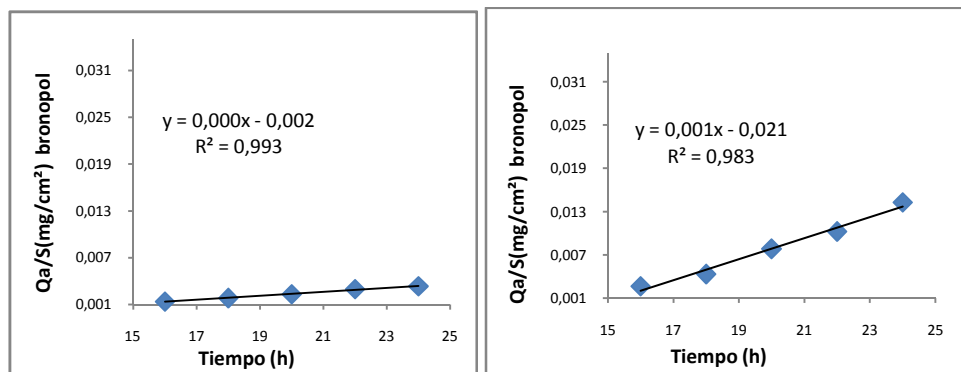 Qa/S(mg/cm²) bronopol
0,031
0,025
0,019
0,013
0,007
0,001
y = 0,000x - 0,002
R² = 0,993
15 17 19 21 23 25
Tiempo (h)
Qa/S(mg/cm²) bronopol
0,031
0,025
0,019
0,013
0,007
0,001
y = 0,001x - 0,021
R² = 0,983
15 17 19 21 23 25
Tiempo (h)